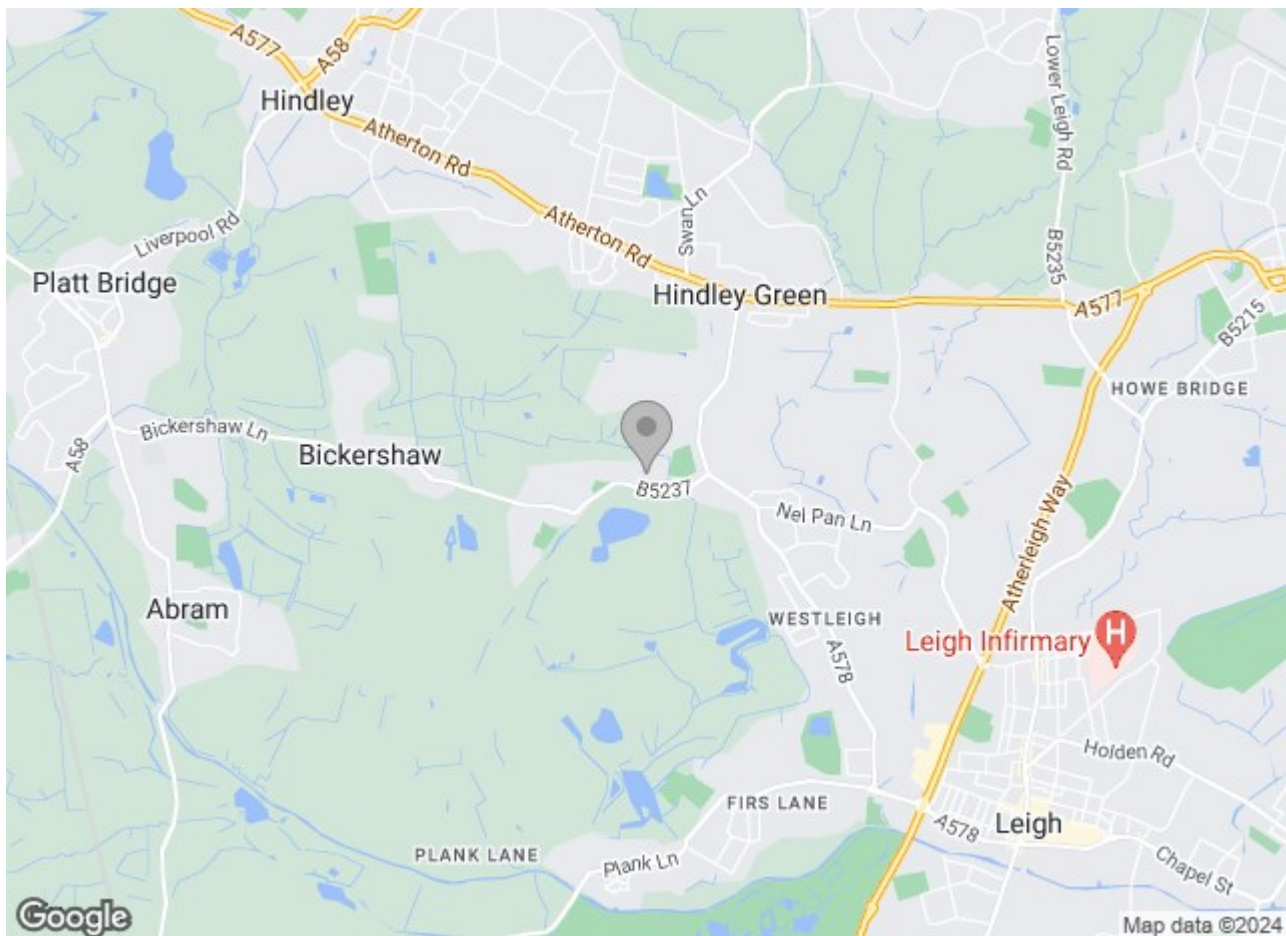 A577
A58
Hindley
Lower Leigh Rd
Atherton Rd
Swan Ln
Liverpool Rd
Atherton Rd
B5235
Platt Bridge
Hindley Green
A577
B5215
HOWE BRIDGE
Bickershaw Ln
A58
Bickershaw
B5237
Nel Pan Ln
Atherleigh Way
Abram
WESTLEIGH
A578
Leigh Infirmary
H
Holden Rd
FIRS LANE
A578
Leigh
PLANK LANE
Plank Ln
Chapel St
Google
Map data ©2024